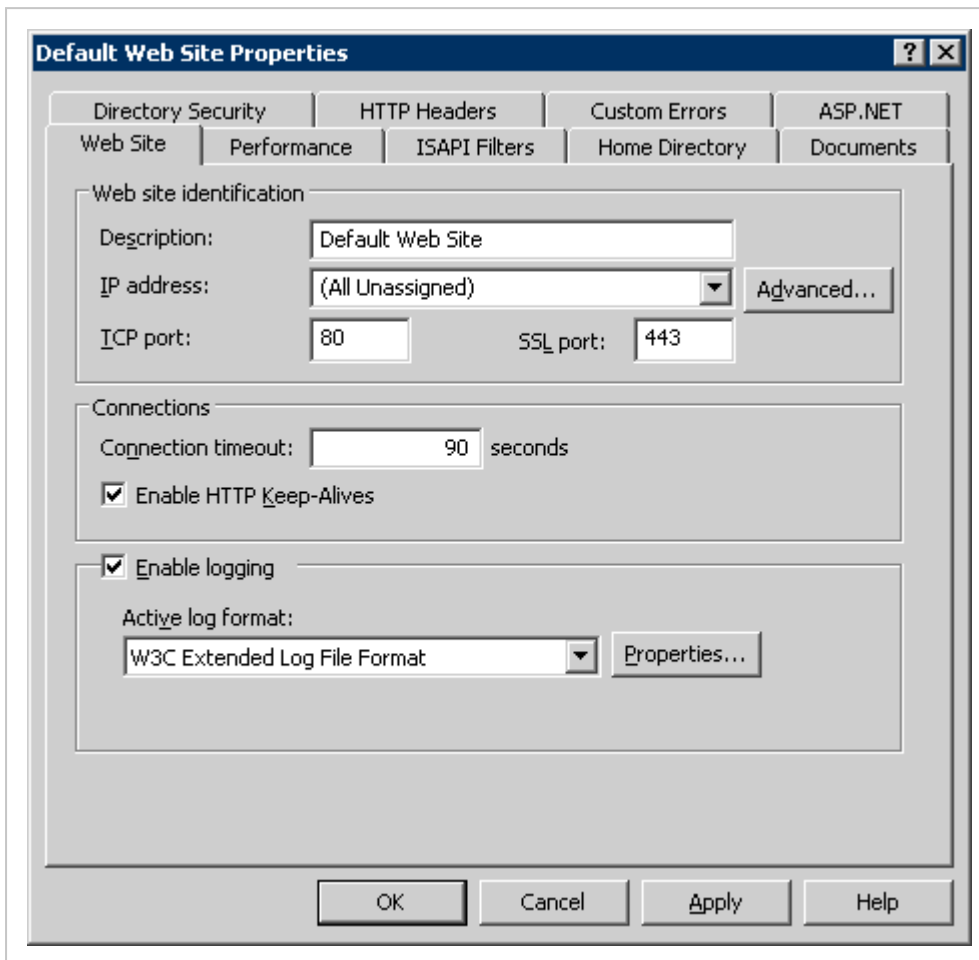 Default Web Site Properties
Directory Security HTTP Headers Custom Errors ASP.NET
Web Site Performance ISAPI Filters Home Directory Documents
Web site identification
Description: Default Web Site
IP address: (All Unassigned) Advanced...
TCP port: 80 SSL port: 443
Connections
Connection timeout: 90 seconds
Enable HTTP Keep-Alives
Enable logging
Active log format:
W3C Extended Log File Format Properties...
OK Cancel Apply Help